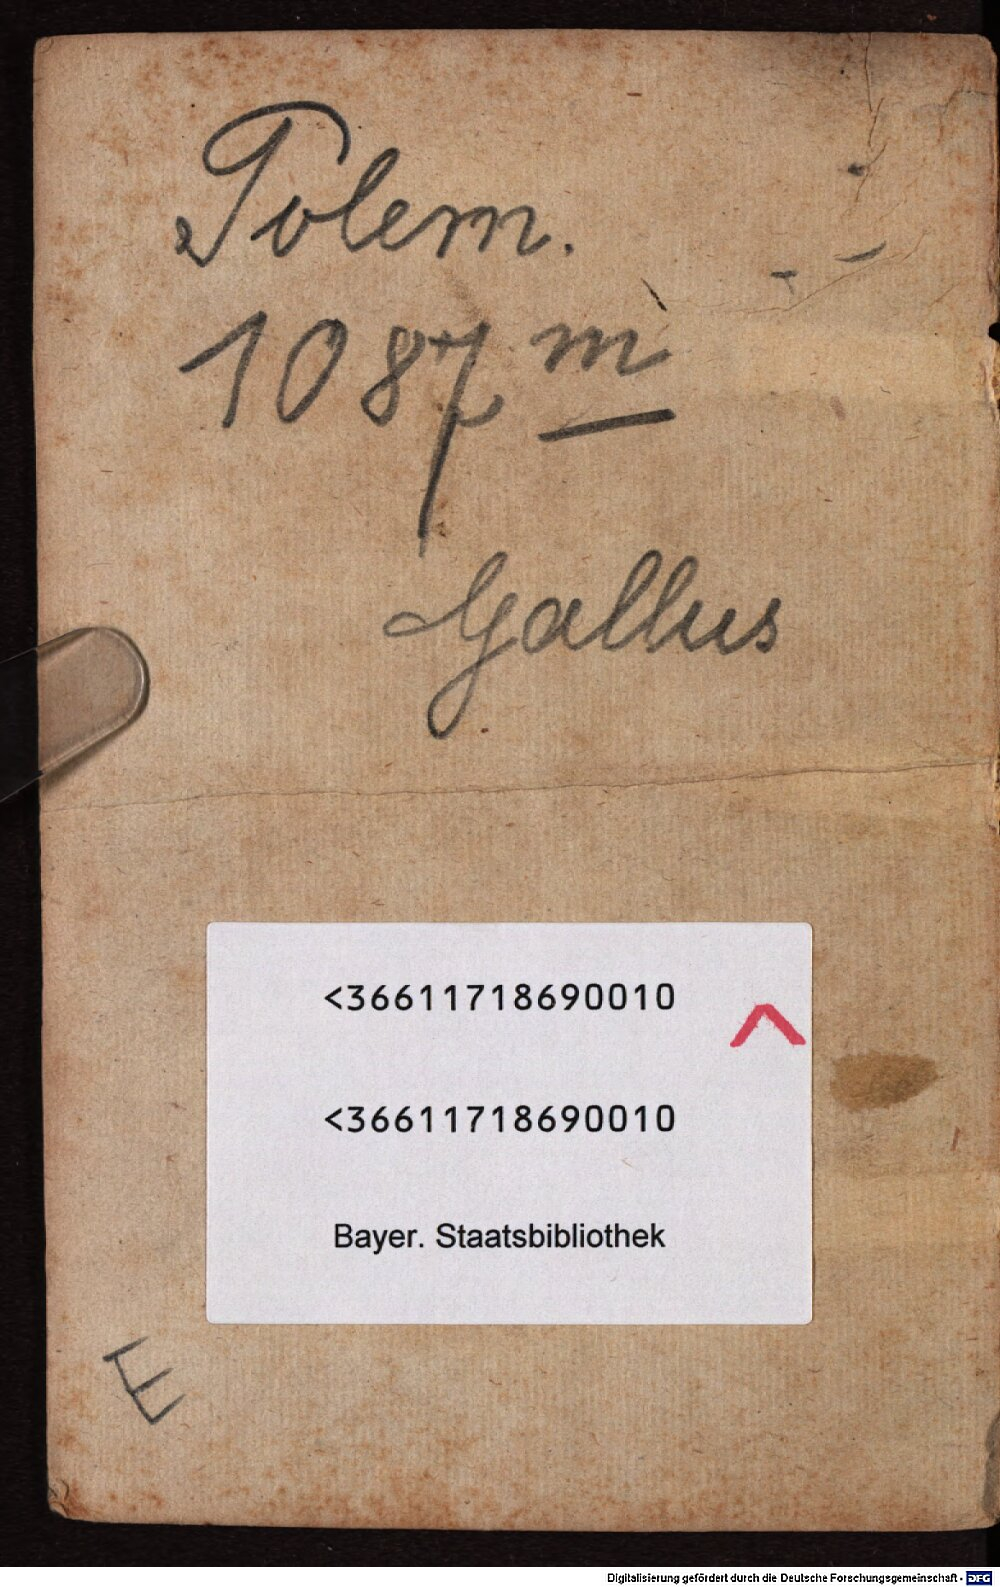 Polem.
1087 m
Gallus
<36611718690010
<36611718690010
Bayer. Staatsbibliothek
E
Digitalisierung gefördert durch die Deutsche Forschungsgemeinschaft - DFG